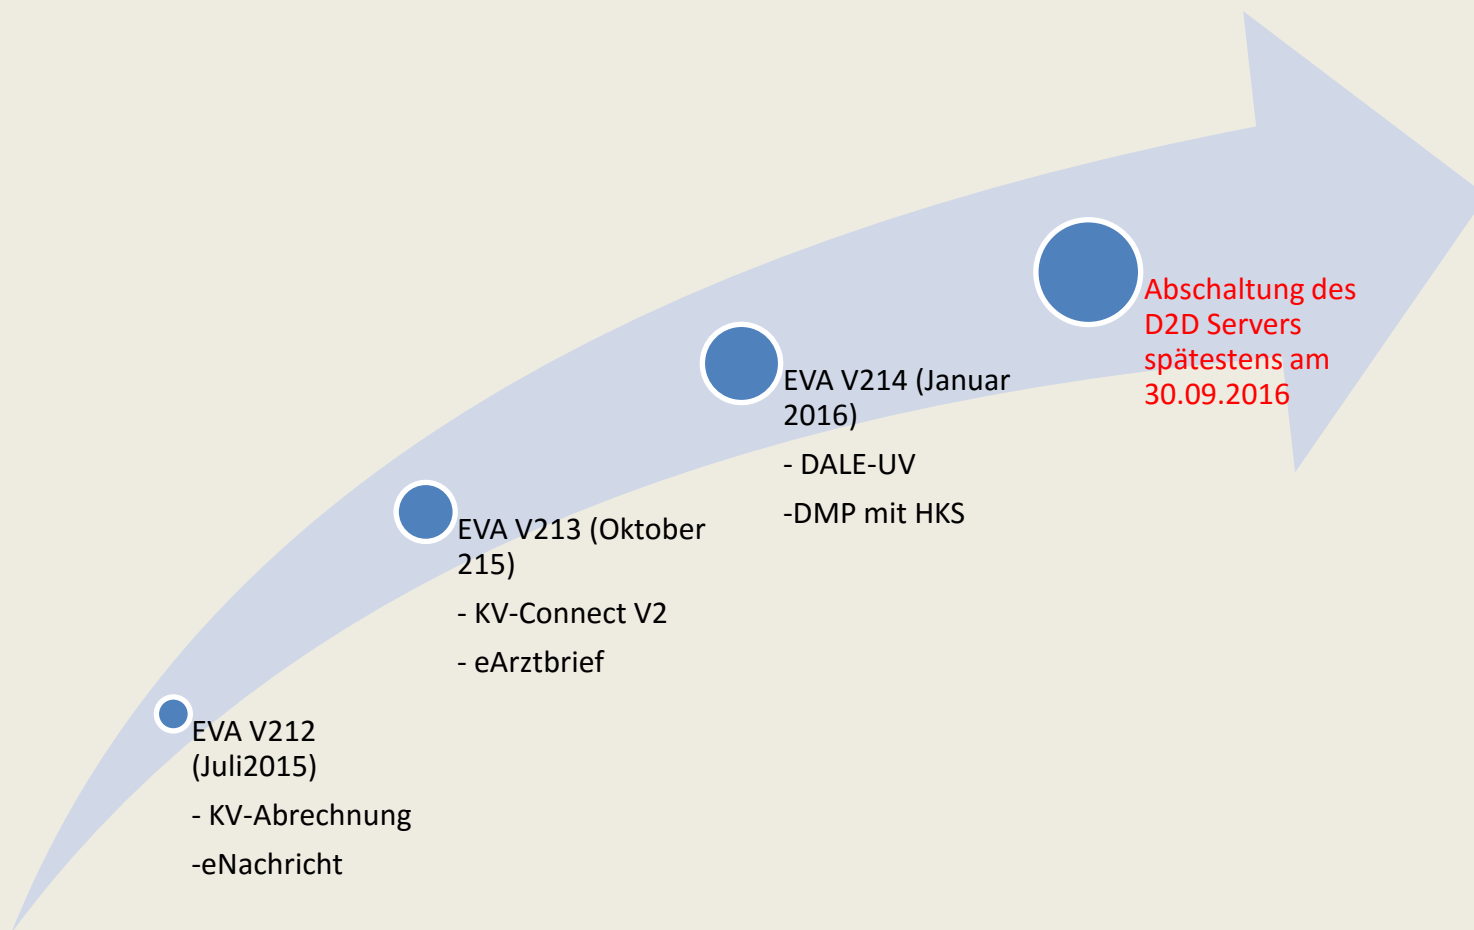 EVA V212
(Juli2015)
- KV-Abrechnung
-eNachricht
EVA V213 (Oktober
215)
- KV-Connect V2
- eArztbrief
EVA V214 (Januar
2016)
- DALE-UV
-DMP mit HKS
Abschaltung des
D2D Servers
spätestens am
30.09.2016